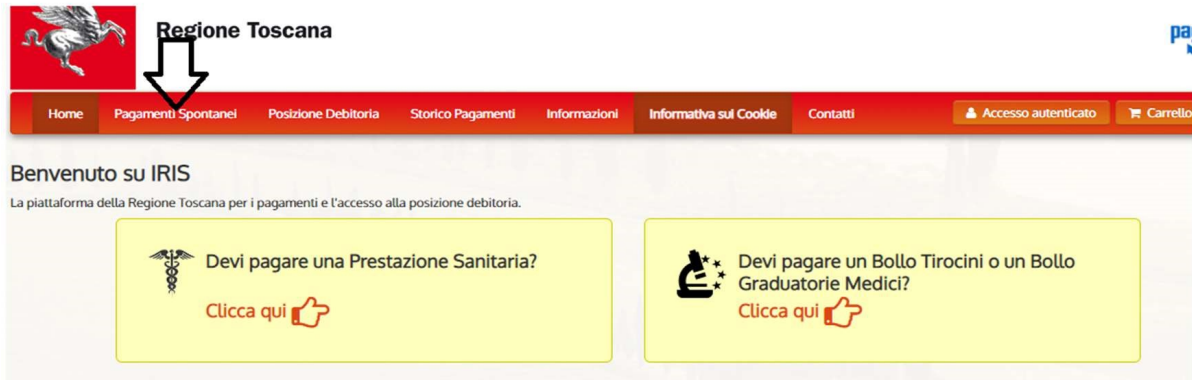 Regione Toscana
Home Pagamenti Spontanei Posizione Debitoria Storico Pagamenti Informazioni Informativa sui Cookie Contatti Accesso autenticato Carrello
Benvenuto su IRIS
La piattaforma della Regione Toscana per i pagamenti e l'accesso alla posizione debitoria.
Devi pagare una Prestazione Sanitaria?
Clicca qui
Devi pagare un Bollo Tirocini o un Bollo
Graduatorie Medici?
Clicca qui